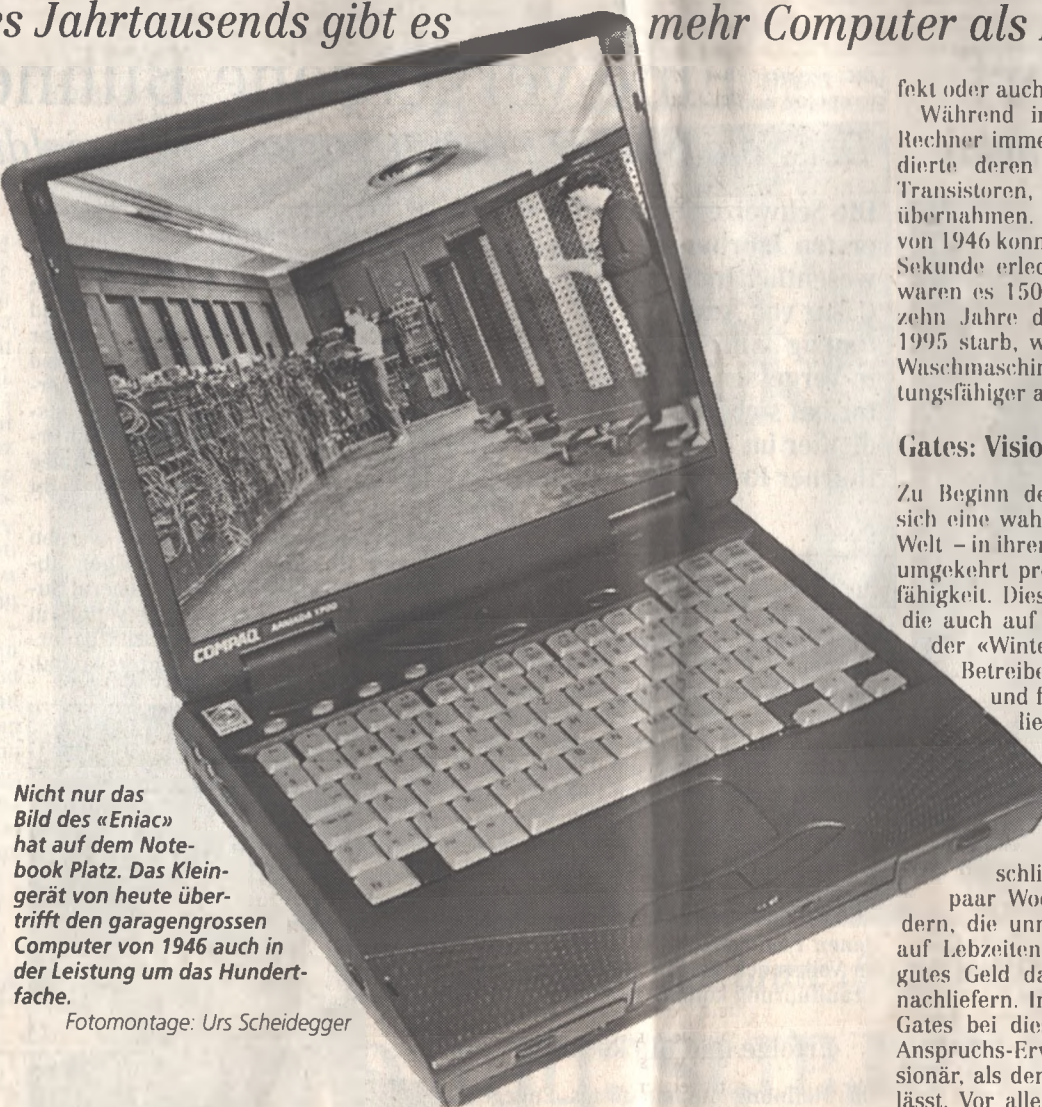 es Jahrtausends gibt es mehr Computer als
COMPAQ ARMADA 1700
Nicht nur das
Bild des «Eniac»
hat auf dem Note-
book Platz. Das Klein-
gerät von heute über-
trifft den garagengrossen
Computer von 1946 auch in
der Leistung um das Hundert-
fache.
Fotomontage: Urs Scheidegger
fekt oder auch
Während in
Rechner imme
dierte deren
Transistoren,
übernahmen.
von 1946 konn
Sekunde erled
waren es 150
zehn Jahre d
1995 starb, w
Waschmaschin
tungsfähiger a
Gates: Visio
Zu Beginn de
sich eine wah
Welt – in ihren
umgekehrt pr
fähigkeit. Dies
die auch auf
der «Winte
Betreibe
und f
lie
schli
paar Wo
dern, die unr
auf Lebzeiten
gutes Geld da
nachliefern. In
Gates bei die
Anspruchs-Erv
sionär, als der
lässt. Vor alle